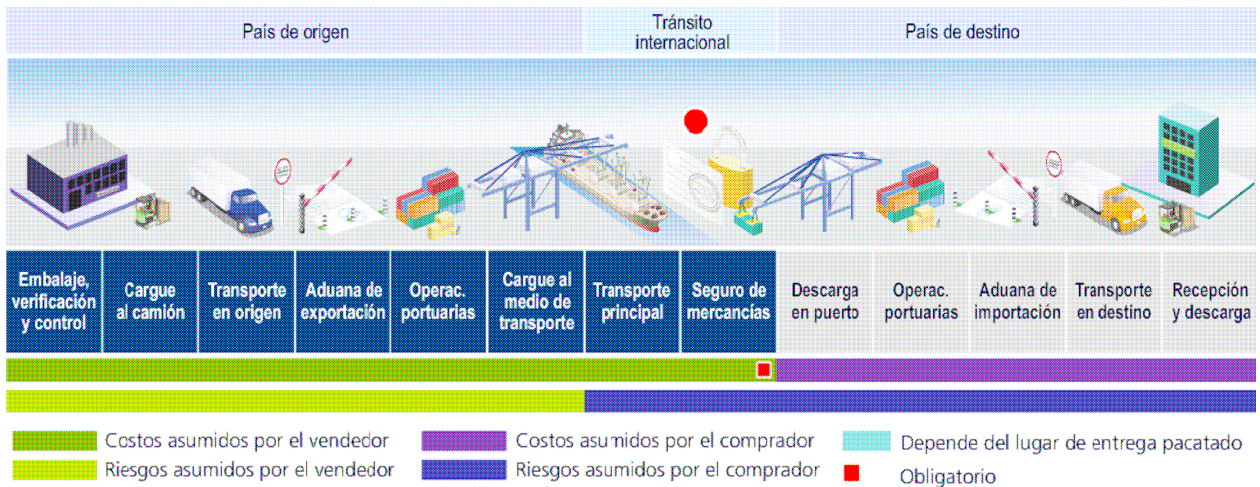 País de origen
Tránsito
internacional
País de destino
Embalaje,
verificación
y control
Cargue
al camión
Transporte
en origen
Aduana de
exportación
Operac.
portuarias
Cargue al
medio de
transporte
Transporte
principal
Seguro de
mercancías
Descarga
en puerto
Operac.
portuarias
Aduana de
importación
Transporte
en destino
Recepción
y descarga
Costos asumidos por el vendedor
Costos asumidos por el comprador
Depende del lugar de entrega pacatado
Riesgos asumidos por el vendedor
Riesgos asumidos por el comprador
Obligatorio